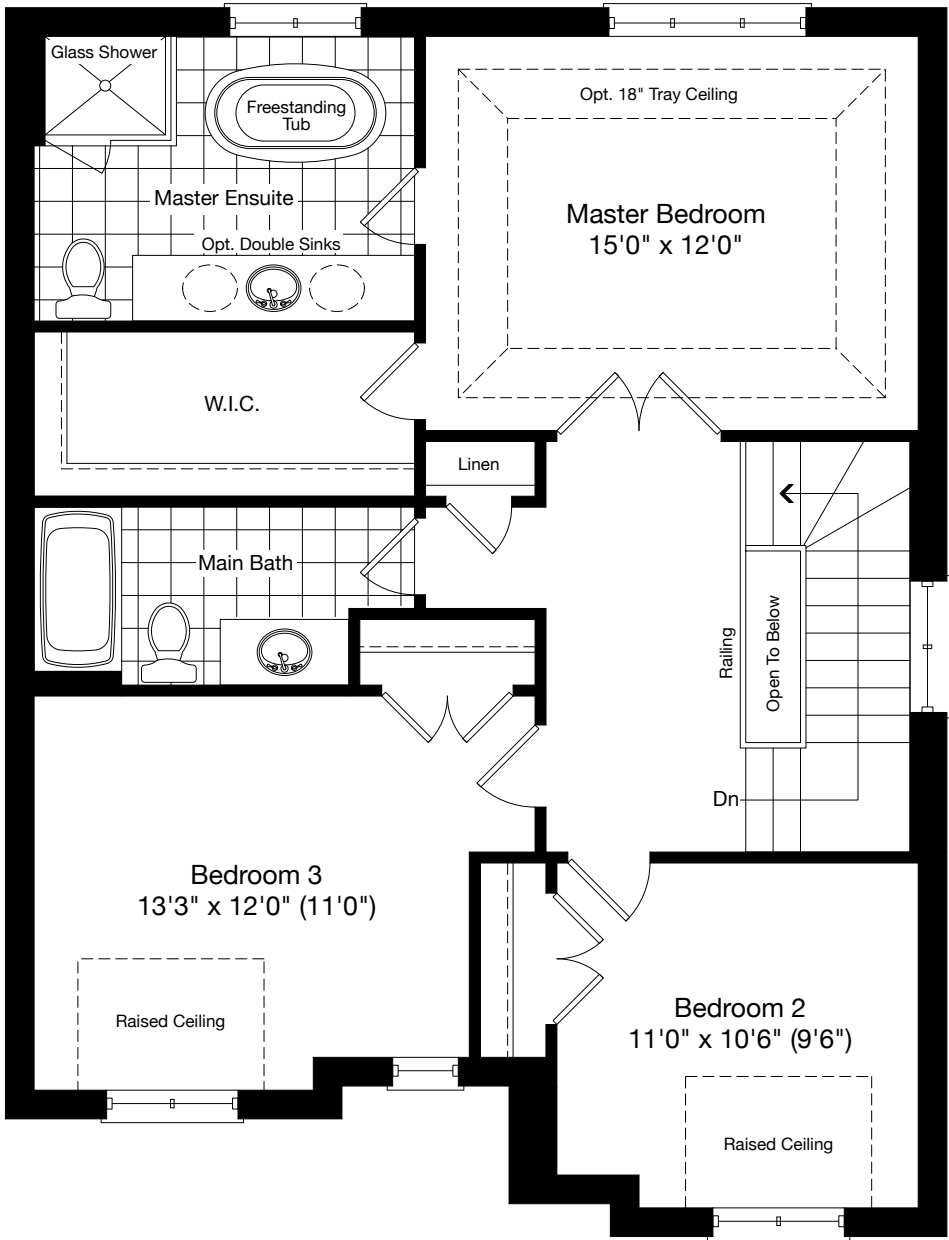 Glass Shower
Freestanding
Tub
Opt. 18" Tray Ceiling
Master Ensuite
Opt. Double Sinks
Master Bedroom
15'0" x 12'0"
W.I.C.
Linen
Main Bath
Railing
Open To Below
Dn
Bedroom 3
13'3" x 12'0" (11'0")
Raised Ceiling
Bedroom 2
11'0" x 10'6" (9'6")
Raised Ceiling